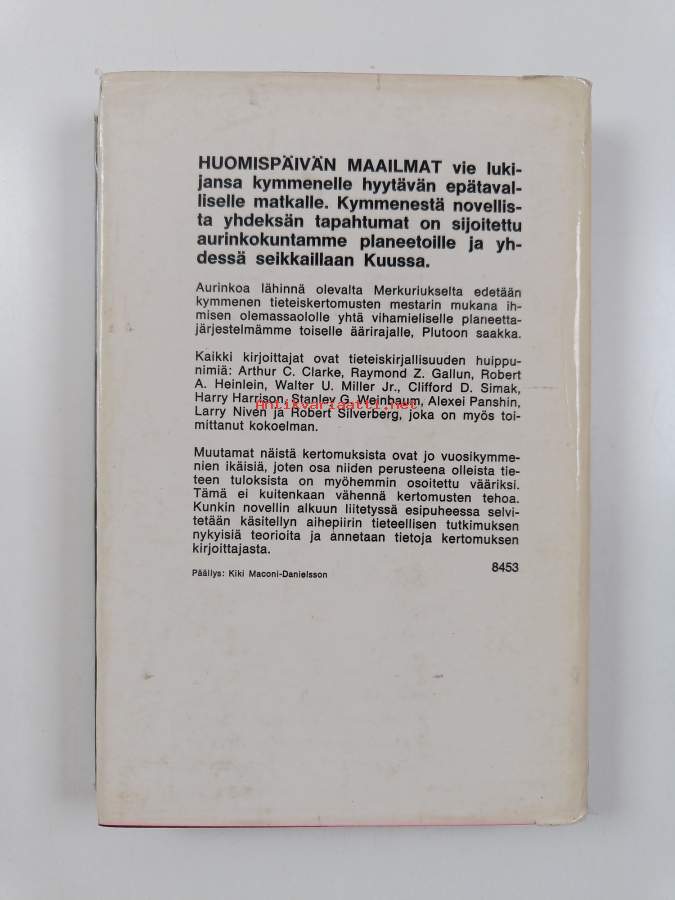 HUOMISPÄIVÄN MAAILMAT vie luki-
jansa kymmenelle hyytävän epätaval-
liselle matkalle. Kymmenestä novellis-
ta yhdeksän tapahtumat on sijoitettu
aurinkokuntamme planeetoille ja yh-
dessä seikkaillaan Kuussa.
Aurinkoa lähinnä olevalta Merkuriukselta edetään
kymmenen tieteiskertomusten mestarin mukana ih-
misen olemassaololle yhtä vihamieliselle planeetta-
järjestelmämme toiselle äärirajalle, Plutoon saakka.
Kaikki kirjoittajat ovat tieteiskirjallisuuden huippu-
nimiä: Arthur C. Clarke, Raymond Z. Gallun, Robert
A. Heinlein, Walter U. Miller Jr., Clifford D. Simak,
Harry Harrison, Stanley G. Weinbaum, Alexei Panshin,
Antikvariaatti.net
Larry Niven ja Robert Silverberg, joka on myös toi-
mittanut kokoelman.
Muutamat näistä kertomuksista ovat jo vuosikymme-
nien ikäisiä, joten osa niiden perusteena olleista tie-
teen tuloksista on myöhemmin osoitettu vääriksi.
Tämä ei kuitenkaan vähennä kertomusten tehoa.
Kunkin novellin alkuun liitetyssä esipuheessa selvi-
tetään käsitellyn aihepiirin tieteellisen tutkimuksen
nykyisiä teorioita ja annetaan tietoja kertomuksen
kirjoittajasta.
Päällys: Kiki Maconi-Danielsson
8453